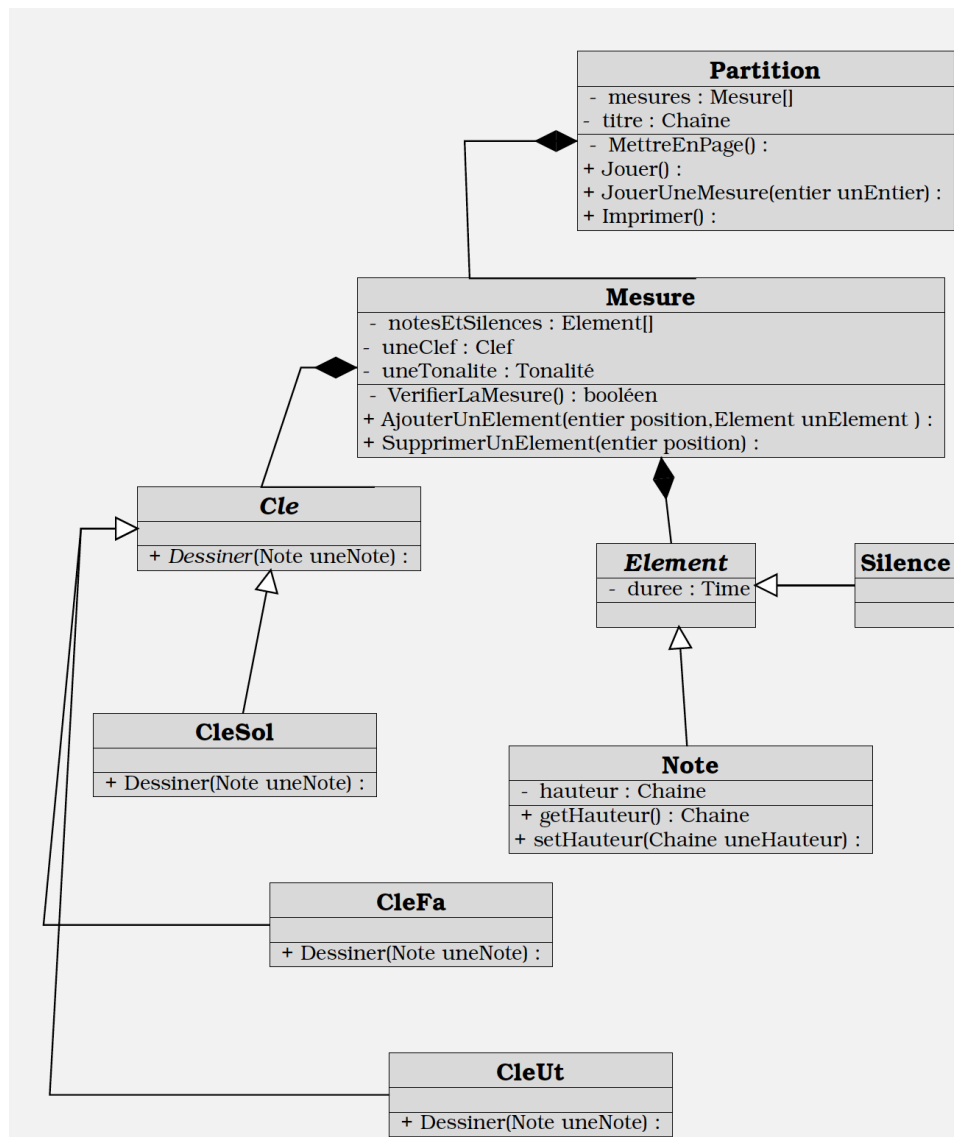 Partition
- mesures : Mesure[]
- titre : Chaîne
- MettreEnPage() :
+ Jouer() :
+ JouerUneMesure(entier unEntier) :
+ Imprimer() :
Mesure
- notesEtSilences : Element[]
- uneClef : Clef
- uneTonalite : Tonalité
- VerifierLaMesure() : booléen
+ AjouterUnElement(entier position,Element unElement ) :
+ SupprimerUnElement(entier position) :
Cle
+ Dessiner(Note uneNote) :
Element
- duree : Time
Silence
CleSol
+ Dessiner(Note uneNote) :
Note
- hauteur : Chaine
+ getHauteur() : Chaine
+ setHauteur(Chaine uneHauteur) :
CleFa
+ Dessiner(Note uneNote) :
CleUt
+ Dessiner(Note uneNote) :